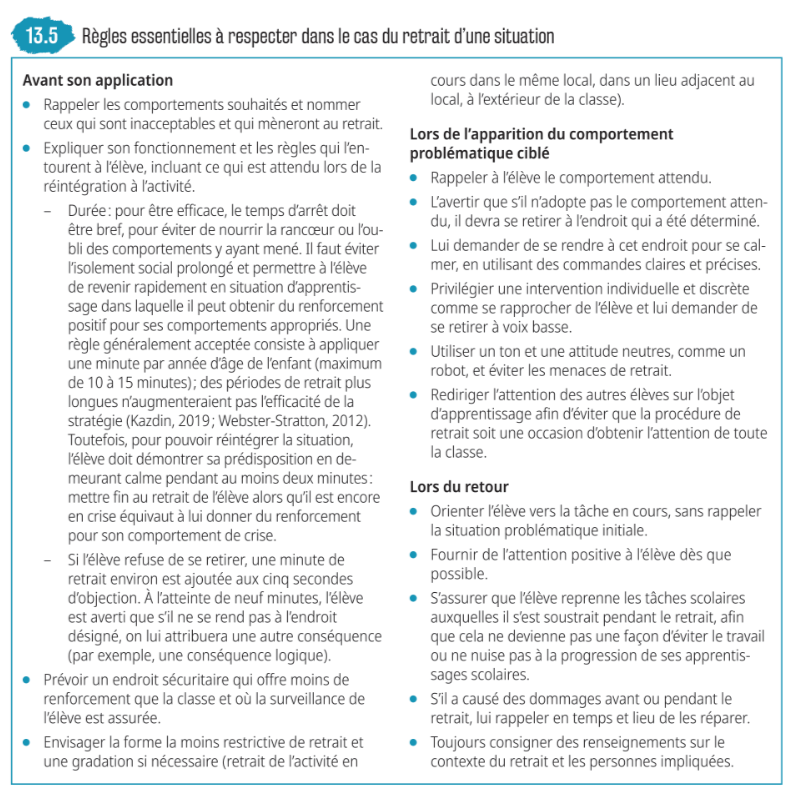 13.5 Règles essentielles à respecter dans le cas du retrait d'une situation
Avant son application
• Rappeler les comportements souhaités et nommer
ceux qui sont inacceptables et qui mèneront au retrait.
• Expliquer son fonctionnement et les règles qui l'en-
tourent à l'élève, incluant ce qui est attendu lors de la
réintégration à l'activité.
– Durée : pour être efficace, le temps d'arrêt doit
être bref, pour éviter de nourrir la rancœur ou l'ou-
bli des comportements y ayant mené. Il faut éviter
l'isolement social prolongé et permettre à l'élève
de revenir rapidement en situation d'apprentis-
sage dans laquelle il peut obtenir du renforcement
positif pour ses comportements appropriés. Une
règle généralement acceptée consiste à appliquer
une minute par année d'âge de l'enfant (maximum
de 10 à 15 minutes) ; des périodes de retrait plus
longues n'augmenteraient pas l'efficacité de la
stratégie (Kazdin, 2019 ; Webster-Stratton, 2012).
Toutefois, pour pouvoir réintégrer la situation,
l'élève doit démontrer sa prédisposition en de-
meurant calme pendant au moins deux minutes :
mettre fin au retrait de l'élève alors qu'il est encore
en crise équivaut à lui donner du renforcement
pour son comportement de crise.
– Si l'élève refuse de se retirer, une minute de
retrait environ est ajoutée aux cinq secondes
d'objection. À l'atteinte de neuf minutes, l'élève
est averti que s'il ne se rend pas à l'endroit
désigné, on lui attribuera une autre conséquence
(par exemple, une conséquence logique).
• Prévoir un endroit sécuritaire qui offre moins de
renforcement que la classe et où la surveillance de
l'élève est assurée.
• Envisager la forme la moins restrictive de retrait et
une gradation si nécessaire (retrait de l'activité en
cours dans le même local, dans un lieu adjacent au
local, à l'extérieur de la classe).
Lors de l'apparition du comportement
problématique ciblé
• Rappeler à l'élève le comportement attendu.
• L'avertir que s'il n'adopte pas le comportement atten-
du, il devra se retirer à l'endroit qui a été déterminé.
• Lui demander de se rendre à cet endroit pour se cal-
mer, en utilisant des commandes claires et précises.
• Privilégier une intervention individuelle et discrète
comme se rapprocher de l'élève et lui demander de
se retirer à voix basse.
• Utiliser un ton et une attitude neutres, comme un
robot, et éviter les menaces de retrait.
• Rediriger l'attention des autres élèves sur l'objet
d'apprentissage afin d'éviter que la procédure de
retrait soit une occasion d'obtenir l'attention de toute
la classe.
Lors du retour
• Orienter l'élève vers la tâche en cours, sans rappeler
la situation problématique initiale.
• Fournir de l'attention positive à l'élève dès que
possible.
• S'assurer que l'élève reprenne les tâches scolaires
auxquelles il s'est soustrait pendant le retrait, afin
que cela ne devienne pas une façon d'éviter le travail
ou ne nuise pas à la progression de ses apprentis-
sages scolaires.
• S'il a causé des dommages avant ou pendant le
retrait, lui rappeler en temps et lieu de les réparer.
• Toujours consigner des renseignements sur le
contexte du retrait et les personnes impliquées.